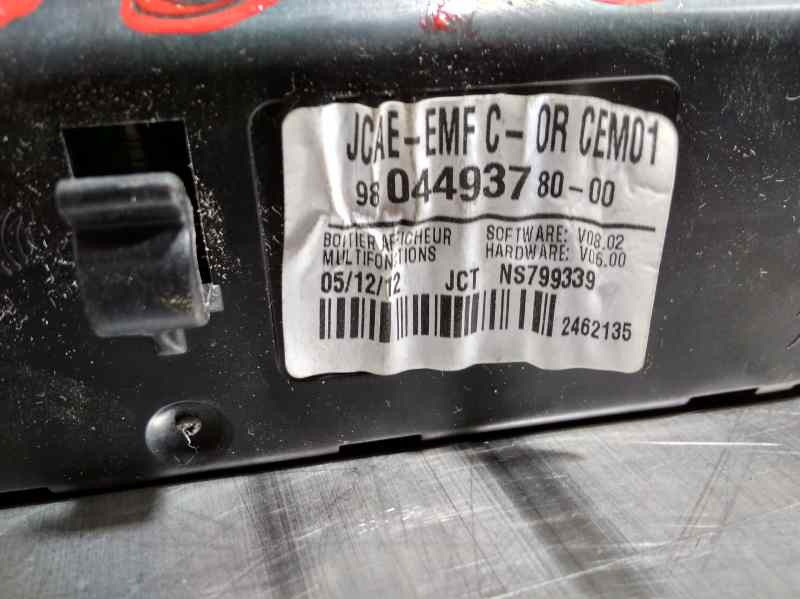 JCAE-EMF C-OR CEM01
98 044937 80-00
BOITIER AFFICHEUR SOFTWARE: V08.02
MULTIFONCTIONS HARDWARE: V06.00
05/12/12 JCT NS799339
2462135